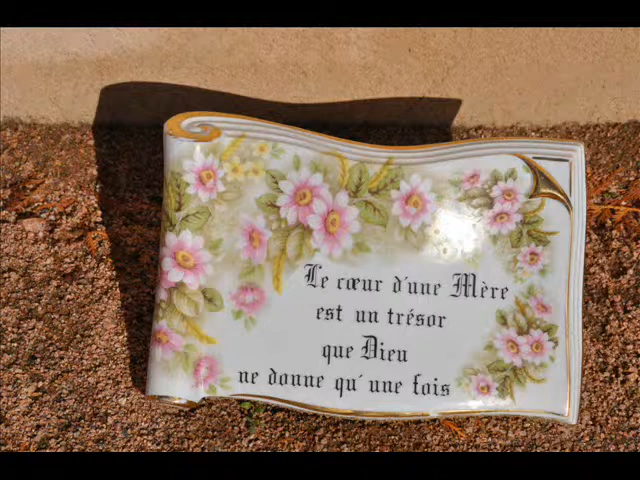 Le cœur d'une Mère
est un trésor
que Dieu
ne donne qu'une fois